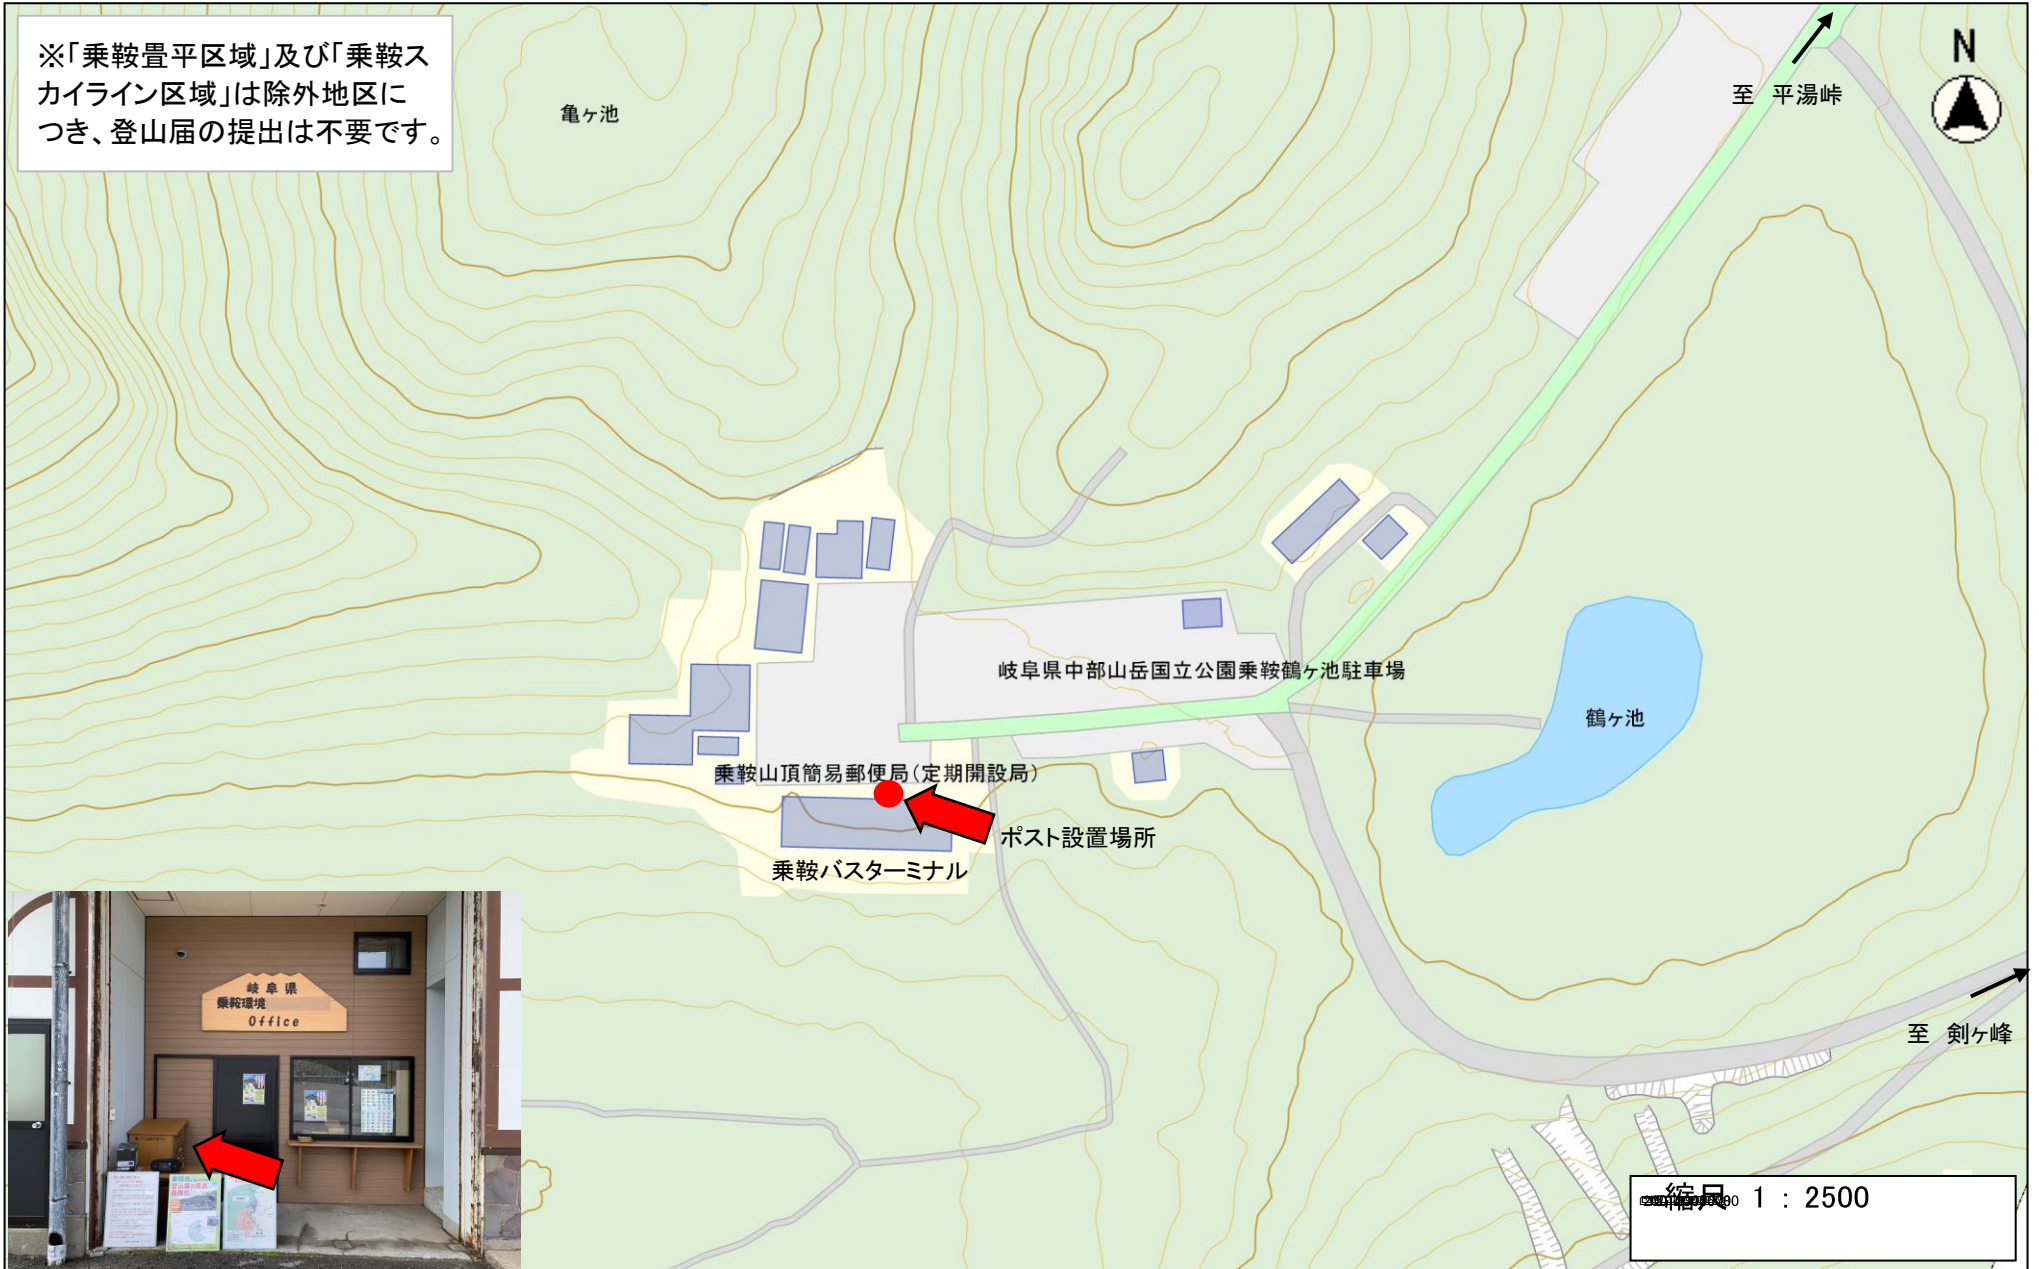 ※「乗鞍畳平区域」及び「乗鞍ス
カイライン区域」は除外地区に
つき、登山届の提出は不要です。
亀ヶ池
至 平湯峠
N
岐阜県中部山岳国立公園乗鞍鶴ヶ池駐車場
鶴ヶ池
乗鞍山頂簡易郵便局(定期開設局)
ポスト設置場所
乗鞍バスターミナル
至 剣ヶ峰
岐阜県
乗鞍環境
Office
縮尺 1 : 2500